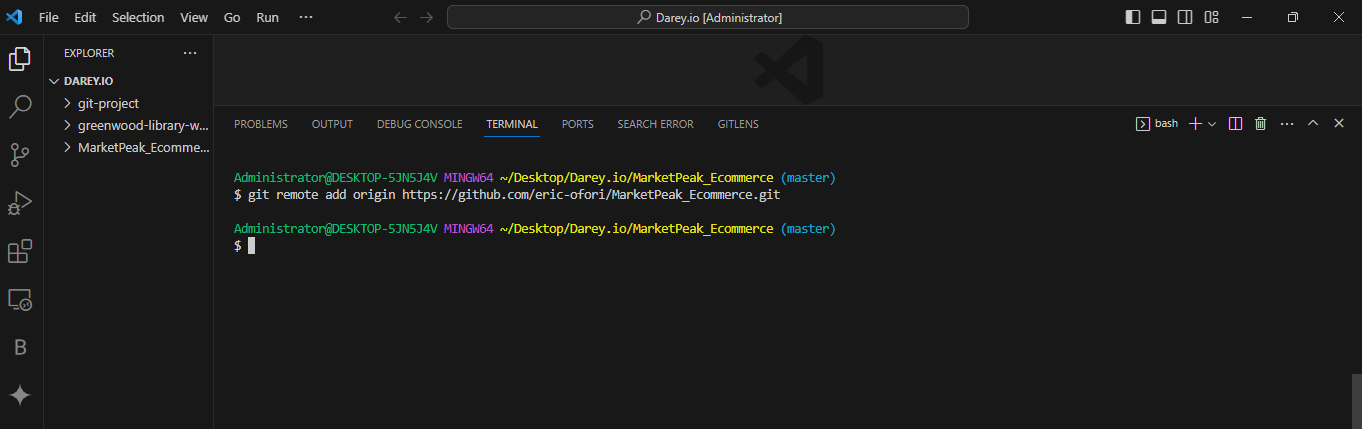 File Edit Selection View Go Run ··· Darey.io [Administrator]
EXPLORER ···
DAREY.IO
git-project
greenwood-library-w...
MarketPeak_Ecomme...
B
PROBLEMS OUTPUT DEBUG CONSOLE TERMINAL PORTS SEARCH ERROR GITLENS bash ···
Administrator@DESKTOP-5JN5J4V MINGW64 ~/Desktop/Darey.io/MarketPeak_Ecommerce (master)
$ git remote add origin https://github.com/eric-ofori/MarketPeak_Ecommerce.git
Administrator@DESKTOP-5JN5J4V MINGW64 ~/Desktop/Darey.io/MarketPeak_Ecommerce (master)
$